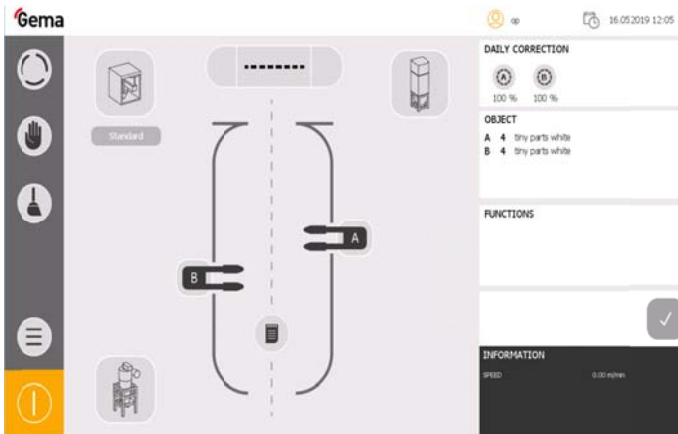 Gema
op
16.05.2019 12:05
DAILY CORRECTION
A
B
100 %
100 %
OBJECT
A 4 tiny parts white
B 4 tiny parts white
Standard
FUNCTIONS
A
B
INFORMATION
SPEED 0.00 m/min